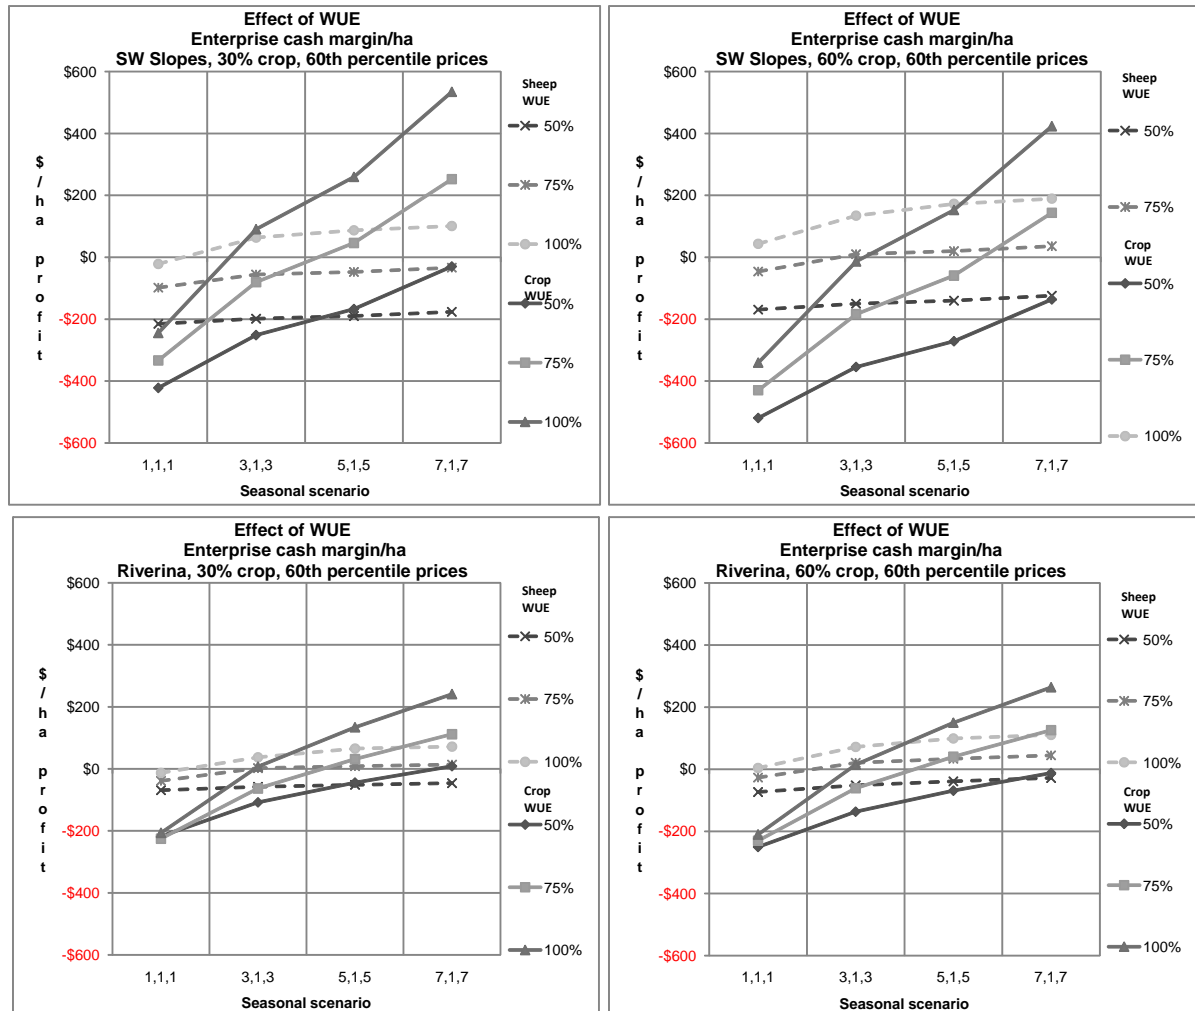 Effect of WUE
Enterprise cash margin/ha
SW Slopes, 30% crop, 60th percentile prices
$600
$400
$200
$0
-$200
-$400
-$600
$
/
h
a
p
r
o
f
i
t
1,1,1
3,1,3
5,1,5
7,1,7
Seasonal scenario
Sheep
WUE
50%
75%
100%
Crop
WUE
50%
75%
100%
Effect of WUE
Enterprise cash margin/ha
SW Slopes, 60% crop, 60th percentile prices
$600
$400
$200
$0
-$200
-$400
-$600
$
/
h
a
p
r
o
f
i
t
1,1,1
3,1,3
5,1,5
7,1,7
Seasonal scenario
Sheep
WUE
50%
75%
Crop
WUE
50%
75%
100%
Effect of WUE
Enterprise cash margin/ha
Riverina, 30% crop, 60th percentile prices
$600
$400
$200
$0
-$200
-$400
-$600
$
/
h
a
p
r
o
f
i
t
1,1,1
3,1,3
5,1,5
7,1,7
Seasonal scenario
Sheep
WUE
50%
75%
100%
Crop
WUE
50%
75%
100%
Effect of WUE
Enterprise cash margin/ha
Riverina, 60% crop, 60th percentile prices
$600
$400
$200
$0
-$200
-$400
-$600
$
/
h
a
p
r
o
f
i
t
1,1,1
3,1,3
5,1,5
7,1,7
Seasonal scenario
Sheep
WUE
50%
75%
100%
Crop
WUE
50%
75%
100%